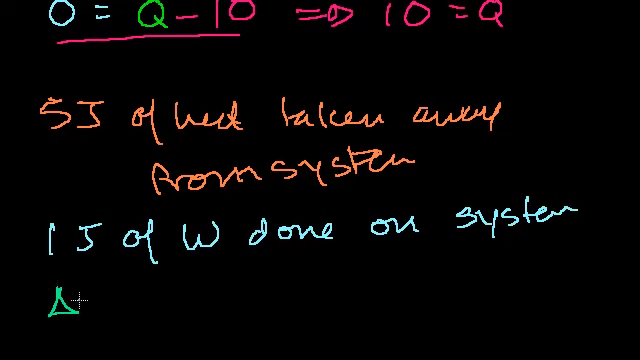 0 = Q - 10 => 10 = Q
5J of heat taken away
from system
1 J of W done on system
Δ